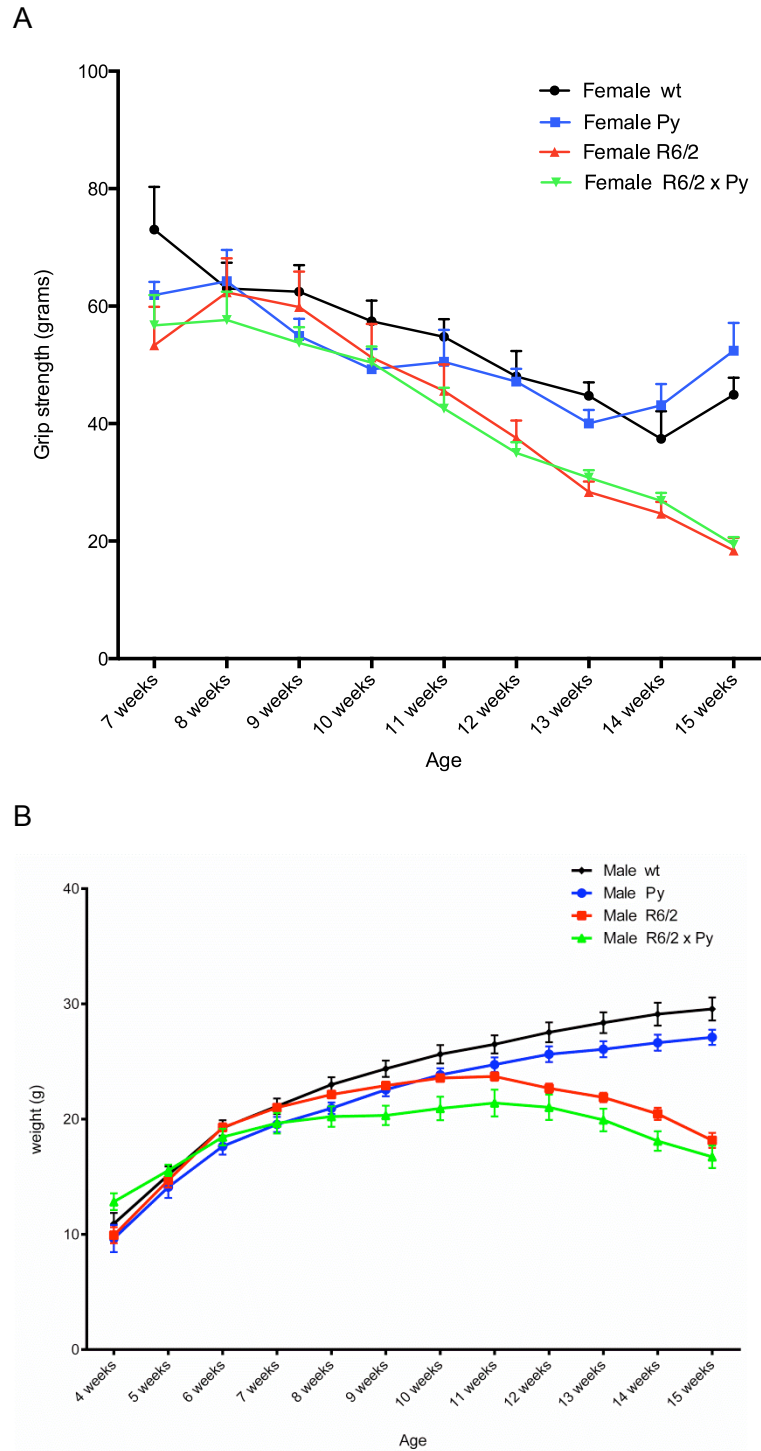 A
100
80
60
40
20
0
Grip strength (grams)
Female wt
Female Py
Female R6/2
Female R6/2 x Py
7 weeks
8 weeks
9 weeks
10 weeks
11 weeks
12 weeks
13 weeks
14 weeks
15 weeks
Age
B
40
30
20
10
0
weight (g)
Male wt
Male Py
Male R6/2
Male R6/2 x Py
4 weeks
5 weeks
6 weeks
7 weeks
8 weeks
9 weeks
10 weeks
11 weeks
12 weeks
13 weeks
14 weeks
15 weeks
Age